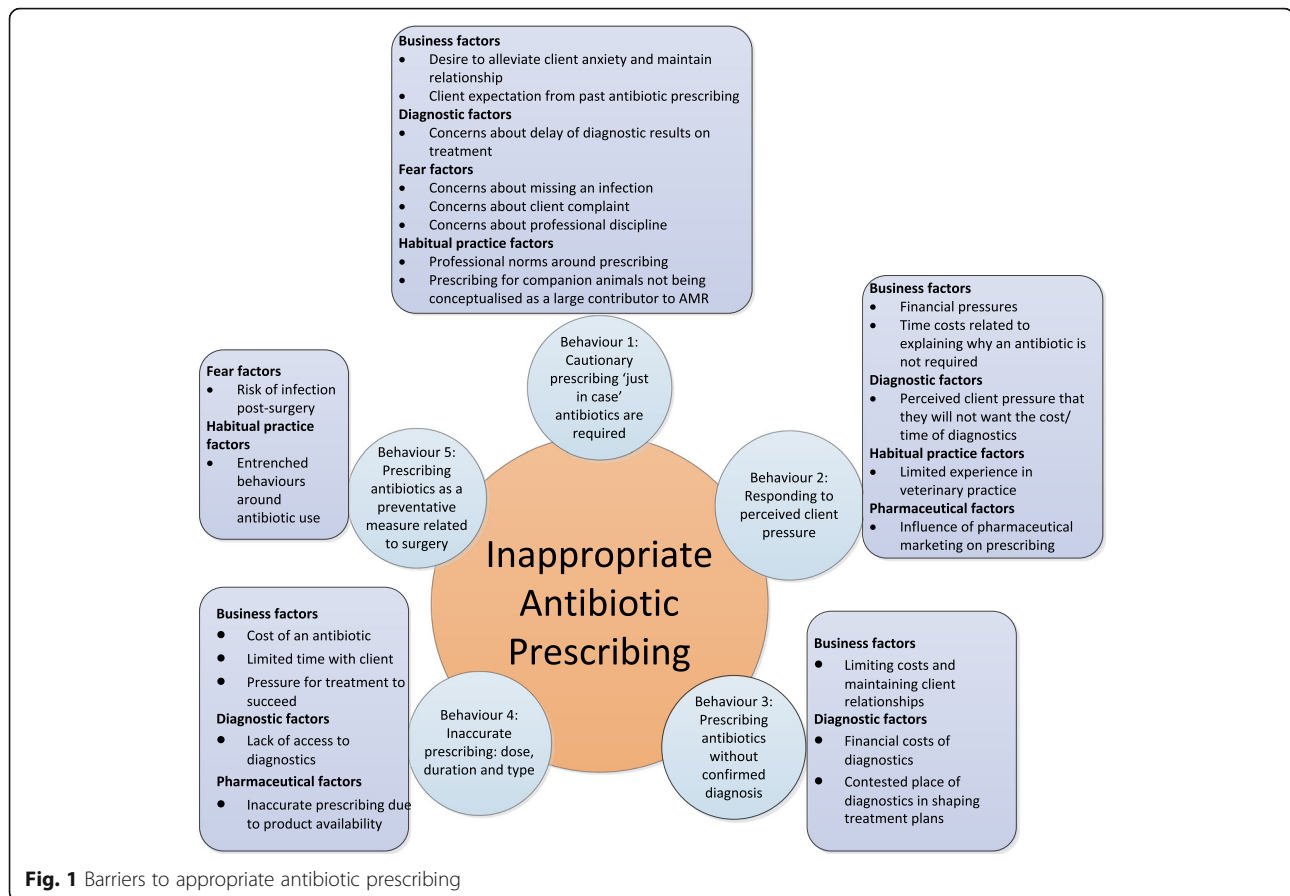 Business factors
• Desire to alleviate client anxiety and maintain
relationship
• Client expectation from past antibiotic prescribing
Diagnostic factors
• Concerns about delay of diagnostic results on
treatment
Fear factors
• Concerns about missing an infection
• Concerns about client complaint
• Concerns about professional discipline
Habitual practice factors
• Professional norms around prescribing
• Prescribing for companion animals not being
conceptualised as a large contributor to AMR
Behaviour 1:
Cautionary
prescribing ‘just
in case’
antibiotics are
required
Business factors
• Financial pressures
• Time costs related to
explaining why an antibiotic is
not required
Diagnostic factors
• Perceived client pressure that
they will not want the cost/
time of diagnostics
Habitual practice factors
• Limited experience in
veterinary practice
Pharmaceutical factors
• Influence of pharmaceutical
marketing on prescribing
Behaviour 2:
Responding to
perceived client
pressure
Fear factors
• Risk of infection
post-surgery
Habitual practice
factors
• Entrenched
behaviours
around
antibiotic use
Behaviour 5:
Prescribing
antibiotics as a
preventative
measure related
to surgery
Inappropriate
Antibiotic
Prescribing
Business factors
• Cost of an antibiotic
• Limited time with client
• Pressure for treatment to
succeed
Diagnostic factors
• Lack of access to
diagnostics
Pharmaceutical factors
• Inaccurate prescribing due
to product availability
Behaviour 4:
Inaccurate
prescribing: dose,
duration and type
Behaviour 3:
Prescribing
antibiotics
without
confirmed
diagnosis
Business factors
• Limiting costs and
maintaining client
relationships
Diagnostic factors
• Financial costs of
diagnostics
• Contested place of
diagnostics in shaping
treatment plans
Fig. 1 Barriers to appropriate antibiotic prescribing